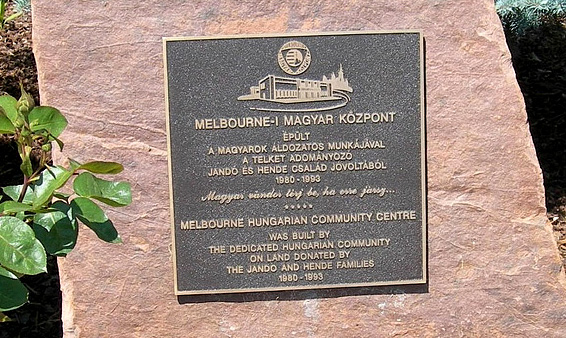 MELBOURNE-I MAGYAR KÖZPONT
ÉPÜLT
A MAGYAROK ÁLDOZATOS MUNKÁJÁVAL
A TELKET ADOMÁNYOZÓ
JANDÓ ÉS HENDE CSALÁD JÓVOLTÁBÓL
1980-1993
Magyar vándor térj be, ha erre jársz...
*****
MELBOURNE HUNGARIAN COMMUNITY CENTRE
WAS BUILT BY
THE DEDICATED HUNGARIAN COMMUNITY
ON LAND DONATED BY
THE JANDO AND HENDE FAMILIES
1980-1993